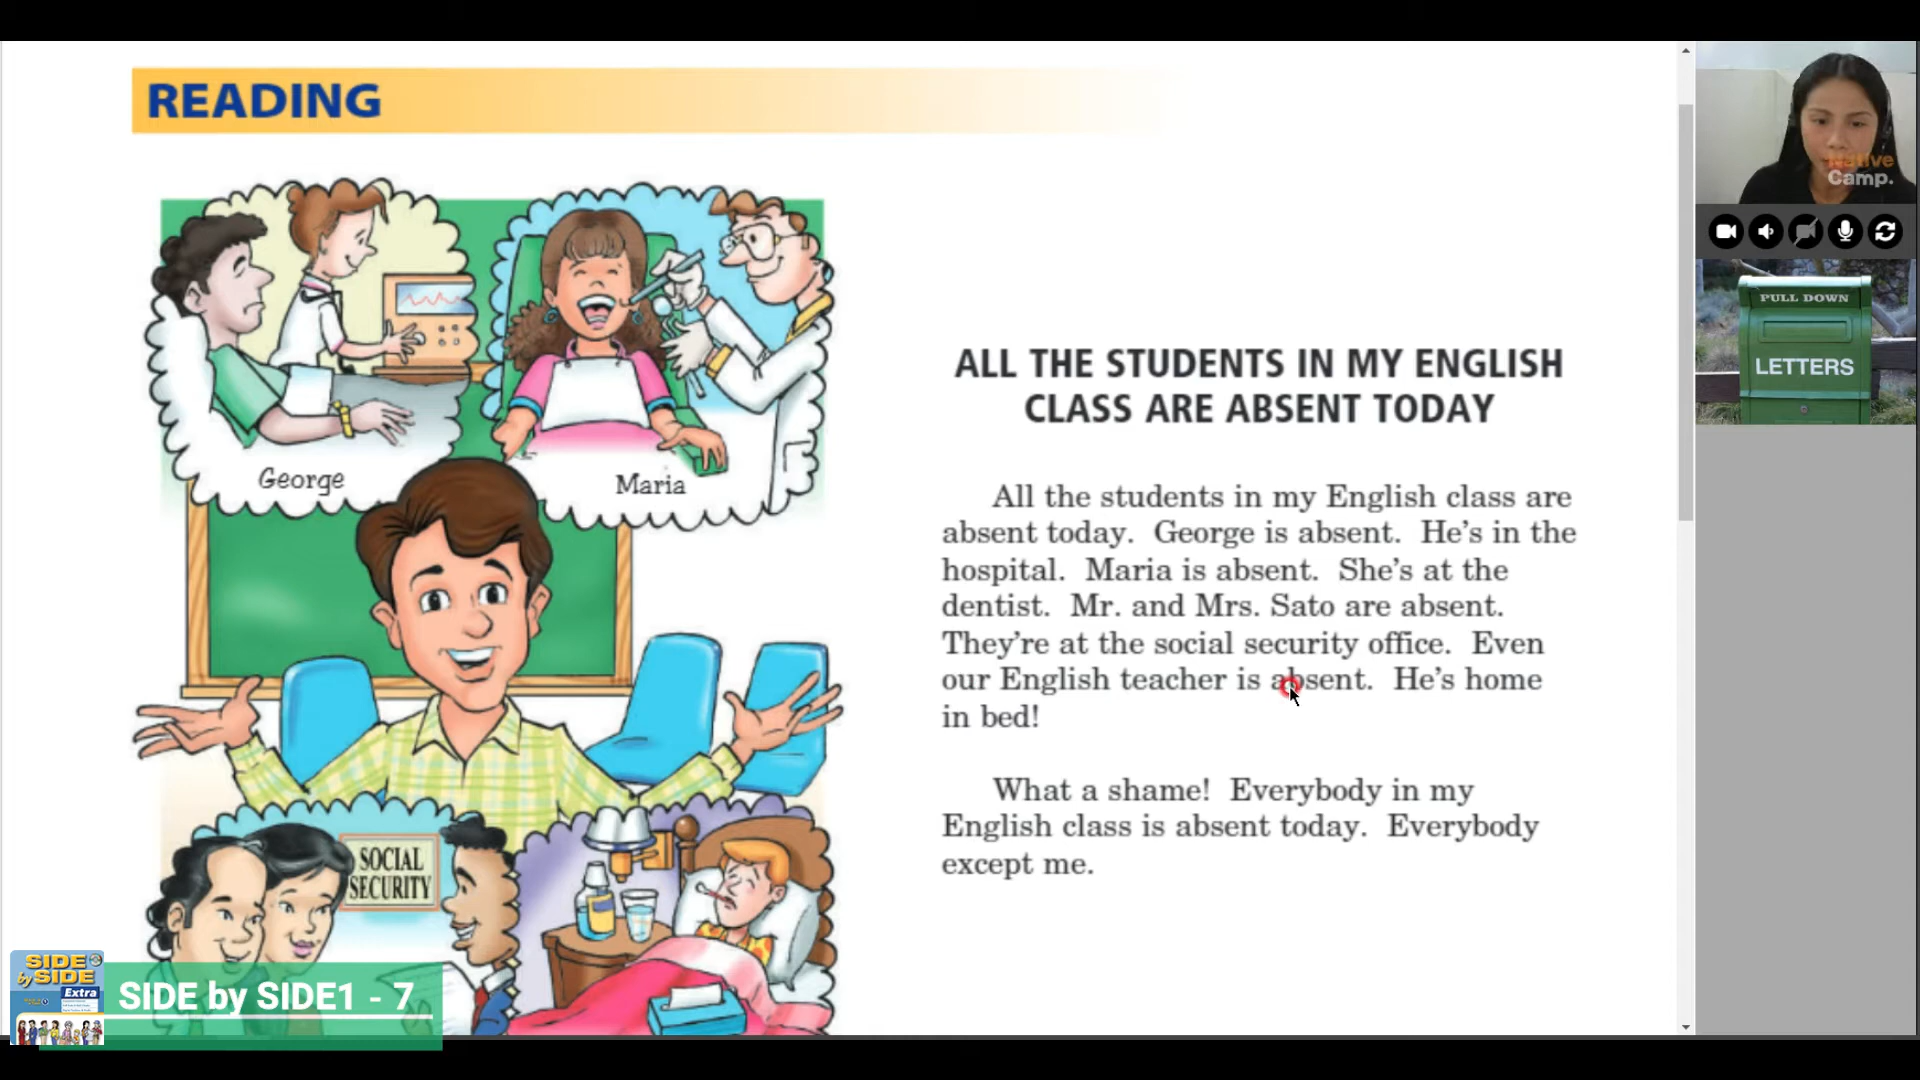 READING
George
Maria
SOCIAL
SECURITY
ALL THE STUDENTS IN MY ENGLISH
CLASS ARE ABSENT TODAY
All the students in my English class are
absent today. George is absent. He's in the
hospital. Maria is absent. She's at the
dentist. Mr. and Mrs. Sato are absent.
They're at the social security office. Even
our English teacher is absent. He's home
in bed!
What a shame! Everybody in my
English class is absent today. Everybody
except me.
Native
Camp.
PULL DOWN
LETTERS
SIDE
by SIDE
Extra
SIDE by SIDE1 - 7